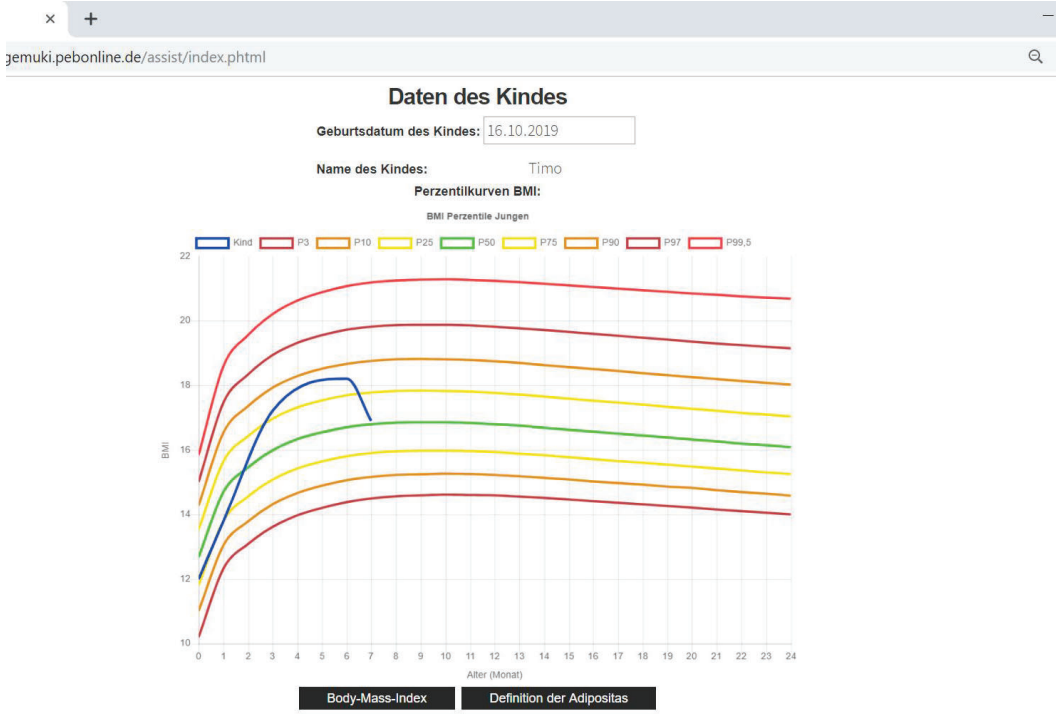 × +
gemuki.pebonline.de/assist/index.phtml
Daten des Kindes
Geburtsdatum des Kindes: 16.10.2019
Name des Kindes: Timo
Perzentilkurven BMI:
BMI Perzentile Jungen
Kind P3 P10 P25 P50 P75 P90 P97 P99,5
22
20
18
16
14
12
10
BMI
0 1 2 3 4 5 6 7 8 9 10 11 12 13 14 15 16 17 18 19 20 21 22 23 24
Alter (Monat)
Body-Mass-Index Definition der Adipositas